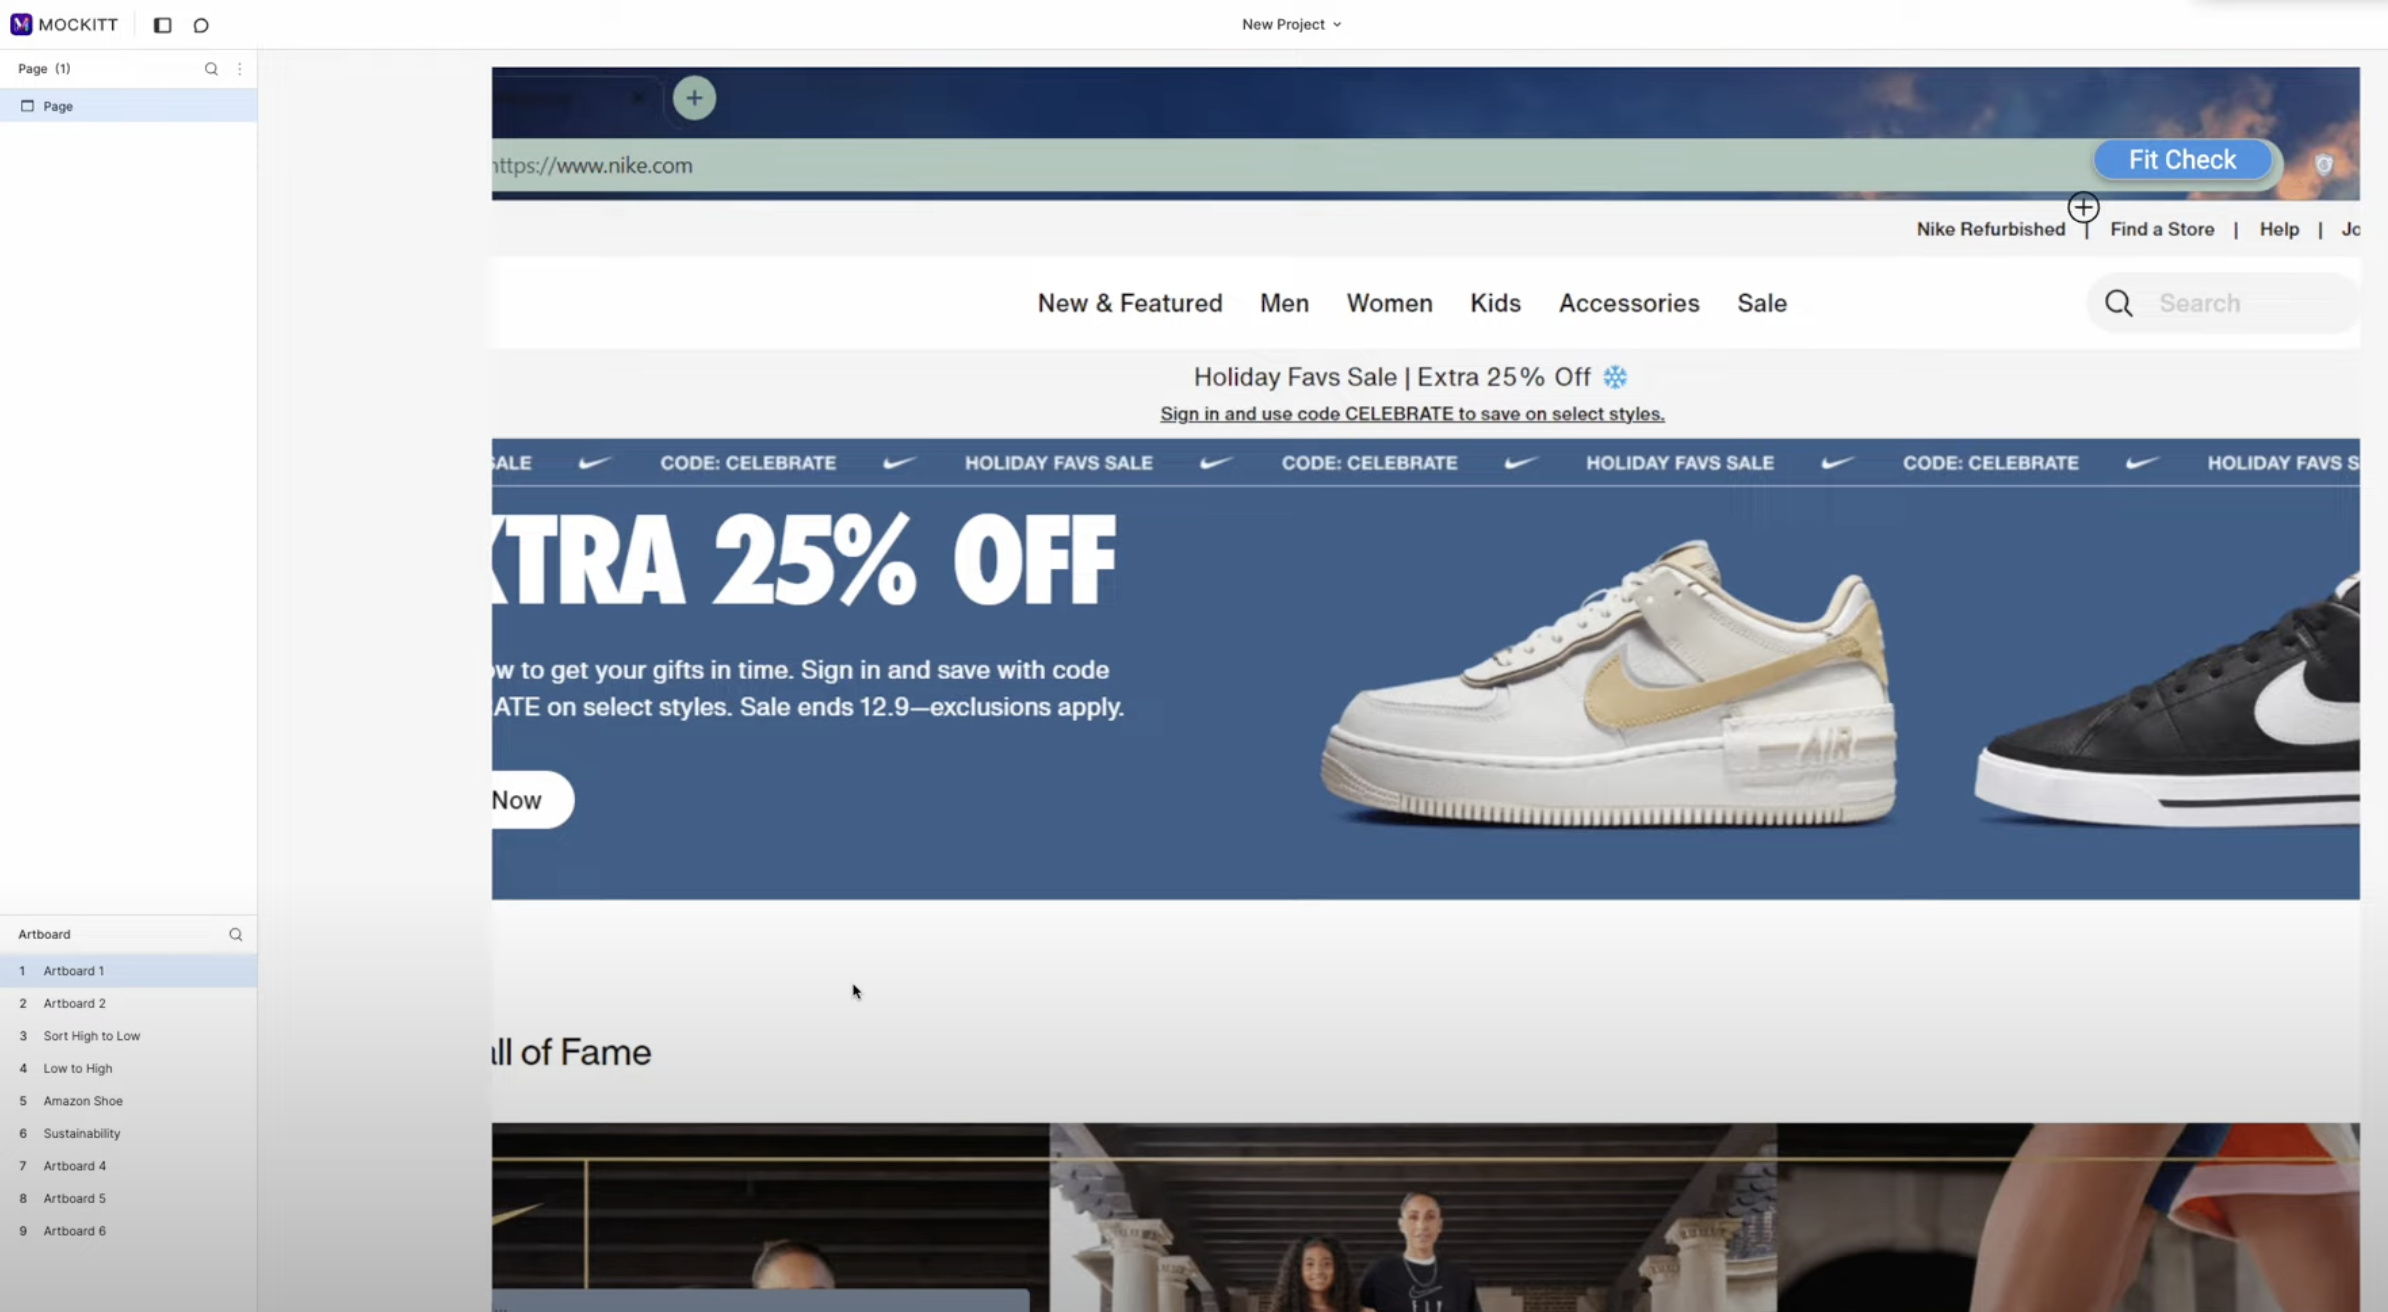 MOCKITT
New Project
Page (1)
Page
https://www.nike.com
Fit Check
Nike Refurbished | Find a Store | Help | Jo
New & Featured Men Women Kids Accessories Sale
Search
Holiday Favs Sale | Extra 25% Off
Sign in and use code CELEBRATE to save on select styles.
SALE CODE: CELEBRATE HOLIDAY FAVS SALE CODE: CELEBRATE HOLIDAY FAVS SALE CODE: CELEBRATE HOLIDAY FAVS S
XTRA 25% OFF
ow to get your gifts in time. Sign in and save with code
ATE on select styles. Sale ends 12.9—exclusions apply.
Now
AIR
all of Fame
Artboard
1 Artboard 1
2 Artboard 2
3 Sort High to Low
4 Low to High
5 Amazon Shoe
6 Sustainability
7 Artboard 4
8 Artboard 5
9 Artboard 6